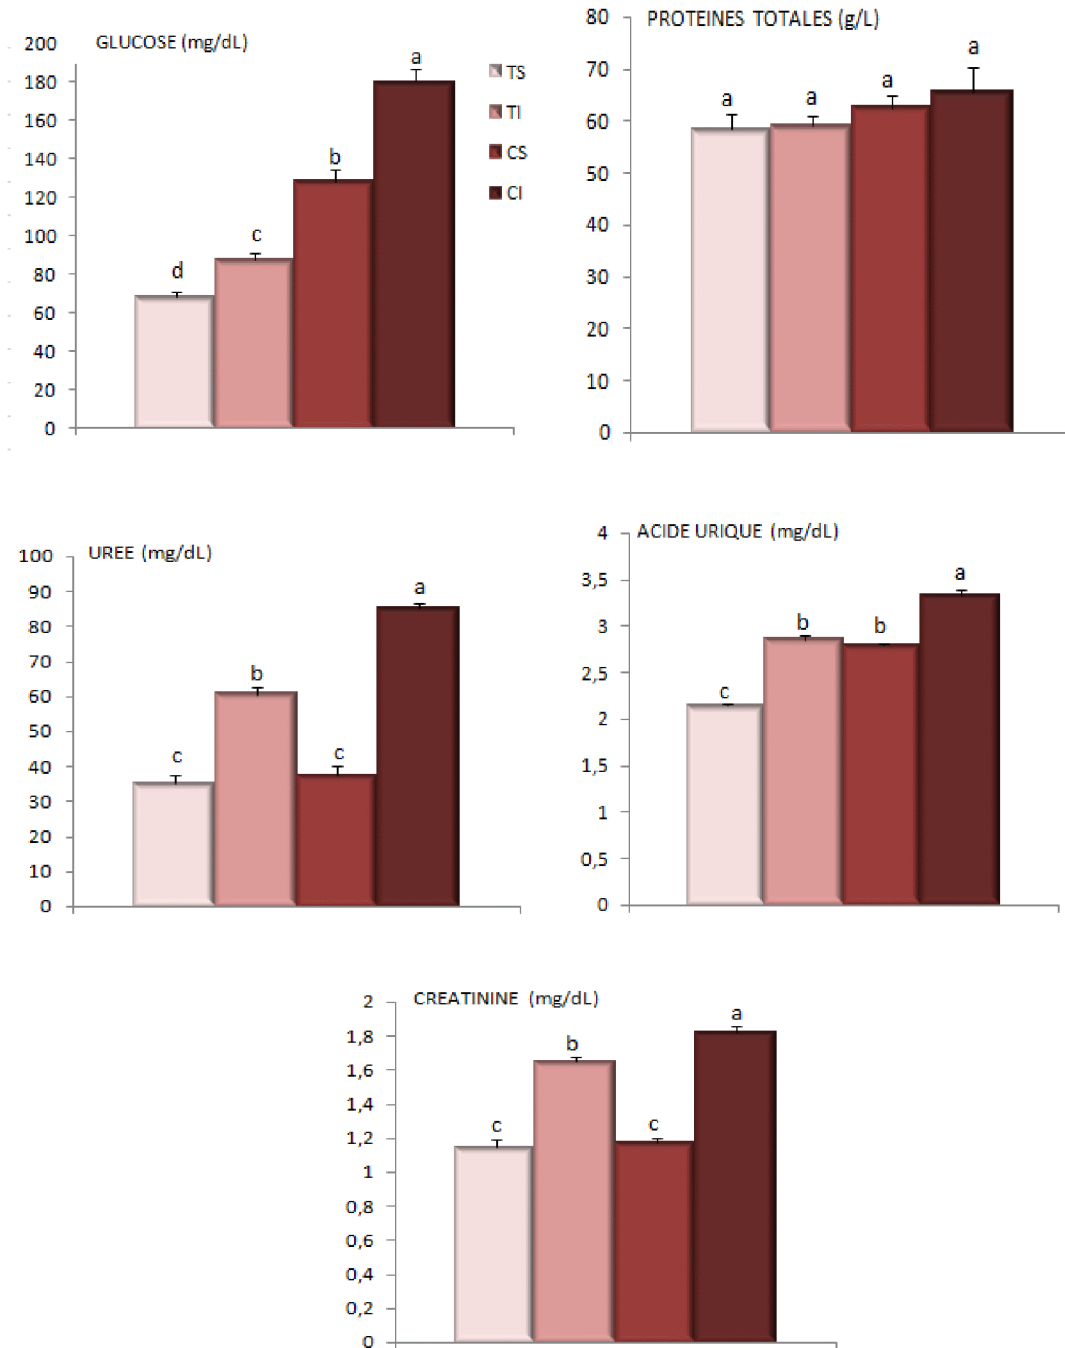 GLUCOSE (mg/dL)
200
180
160
140
120
100
80
60
40
20
0
d
c
b
a
TS
TI
CS
CI
PROTEINES TOTALES (g/L)
80
70
60
50
40
30
20
10
0
a
a
a
a
UREE (mg/dL)
100
90
80
70
60
50
40
30
20
10
0
c
b
c
a
ACIDE URIQUE (mg/dL)
4
3,5
3
2,5
2
1,5
1
0,5
0
c
b
b
a
CREATININE (mg/dL)
2
1,8
1,6
1,4
1,2
1
0,8
0,6
0,4
0,2
0
c
b
c
a